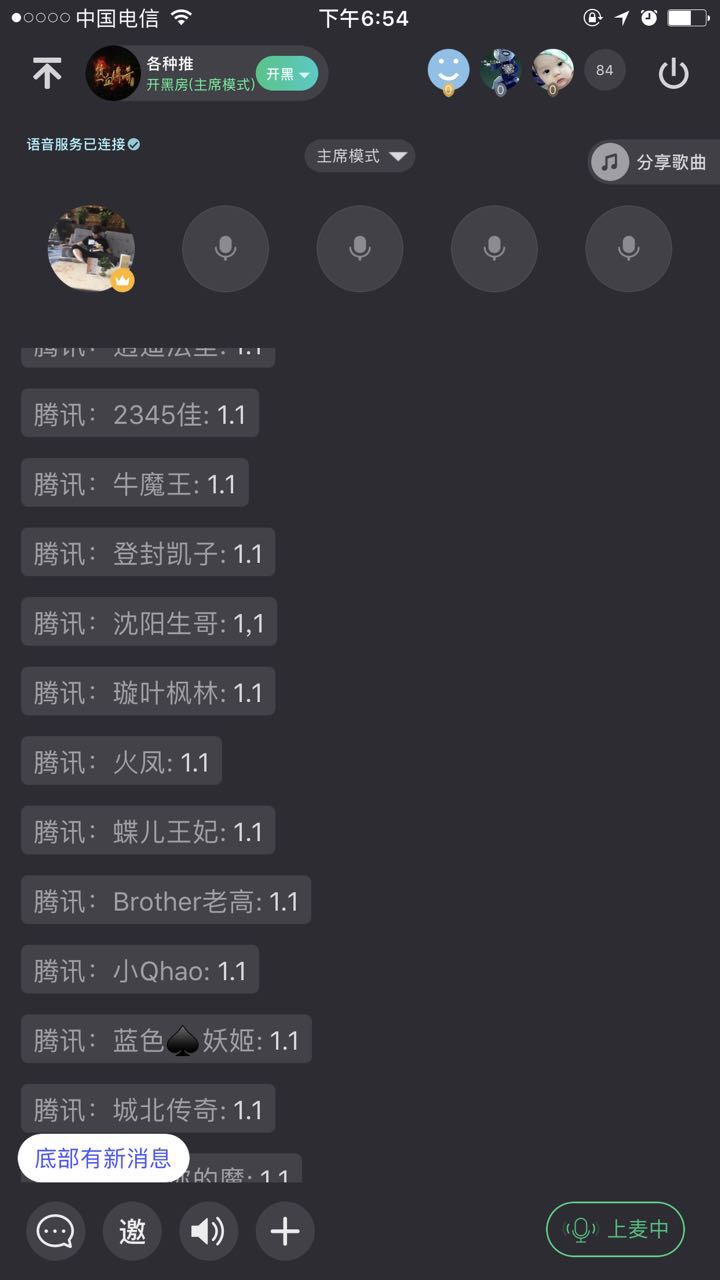 中国电信
下午6:54
各种推
开黑房(主席模式)
开黑
84
语音服务已连接
主席模式
分享歌曲
腾讯： 逍遥法圣: 1.1
腾讯： 2345佳: 1.1
腾讯： 牛魔王: 1.1
腾讯： 登封凯子: 1.1
腾讯： 沈阳生哥: 1,1
腾讯： 璇叶枫林: 1.1
腾讯： 火凤: 1.1
腾讯： 蝶儿王妃: 1.1
腾讯： Brother老高: 1.1
腾讯： 小Qhao: 1.1
腾讯： 蓝色♠️妖姬: 1.1
腾讯： 城北传奇: 1.1
的魔: 1.1
底部有新消息
邀
上麦中